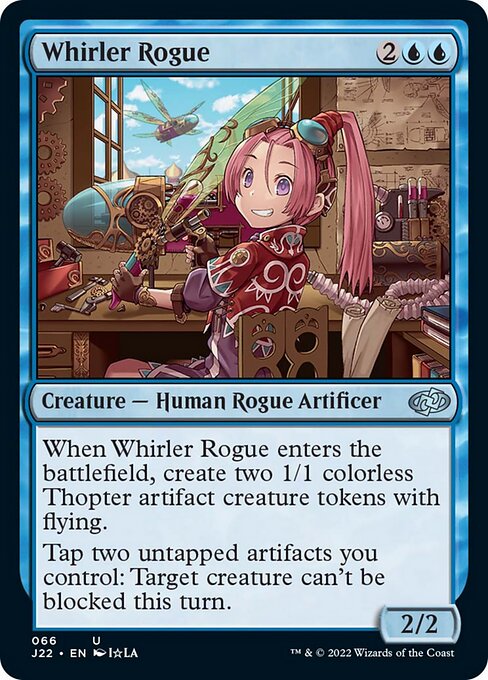 Whirler Rogue 2
Creature — Human Rogue Artificer
When Whirler Rogue enters the
battlefield, create two 1/1 colorless
Thopter artifact creature tokens with
flying.
Tap two untapped artifacts you
control: Target creature can't be
blocked this turn.
2/2
066 U
J22 • EN I☆LA
™ & © 2022 Wizards of the Coast